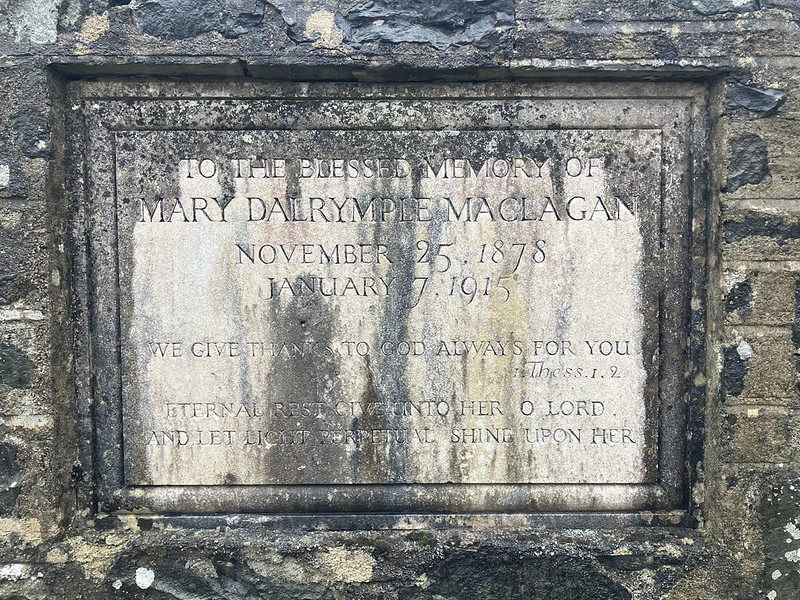 TO THE BLESSED MEMORY OF
MARY DALRYMPLE MACLAGAN
NOVEMBER 25. 1878
JANUARY 7. 1915
WE GIVE THANKS TO GOD ALWAYS FOR YOU
1 Thess. 1. 2
ETERNAL REST GIVE UNTO HER O LORD.
AND LET LIGHT PERPETUAL SHINE UPON HER